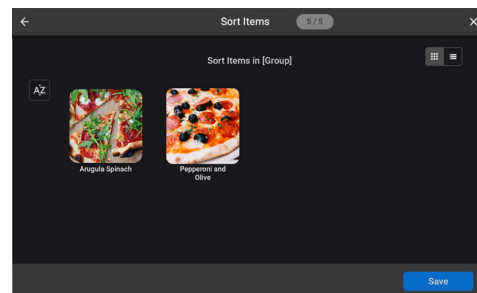 Sort Items
5 / 5
Sort Items in [Group]
AZ
Arugula Spinach
Pepperoni and
Olive
Save